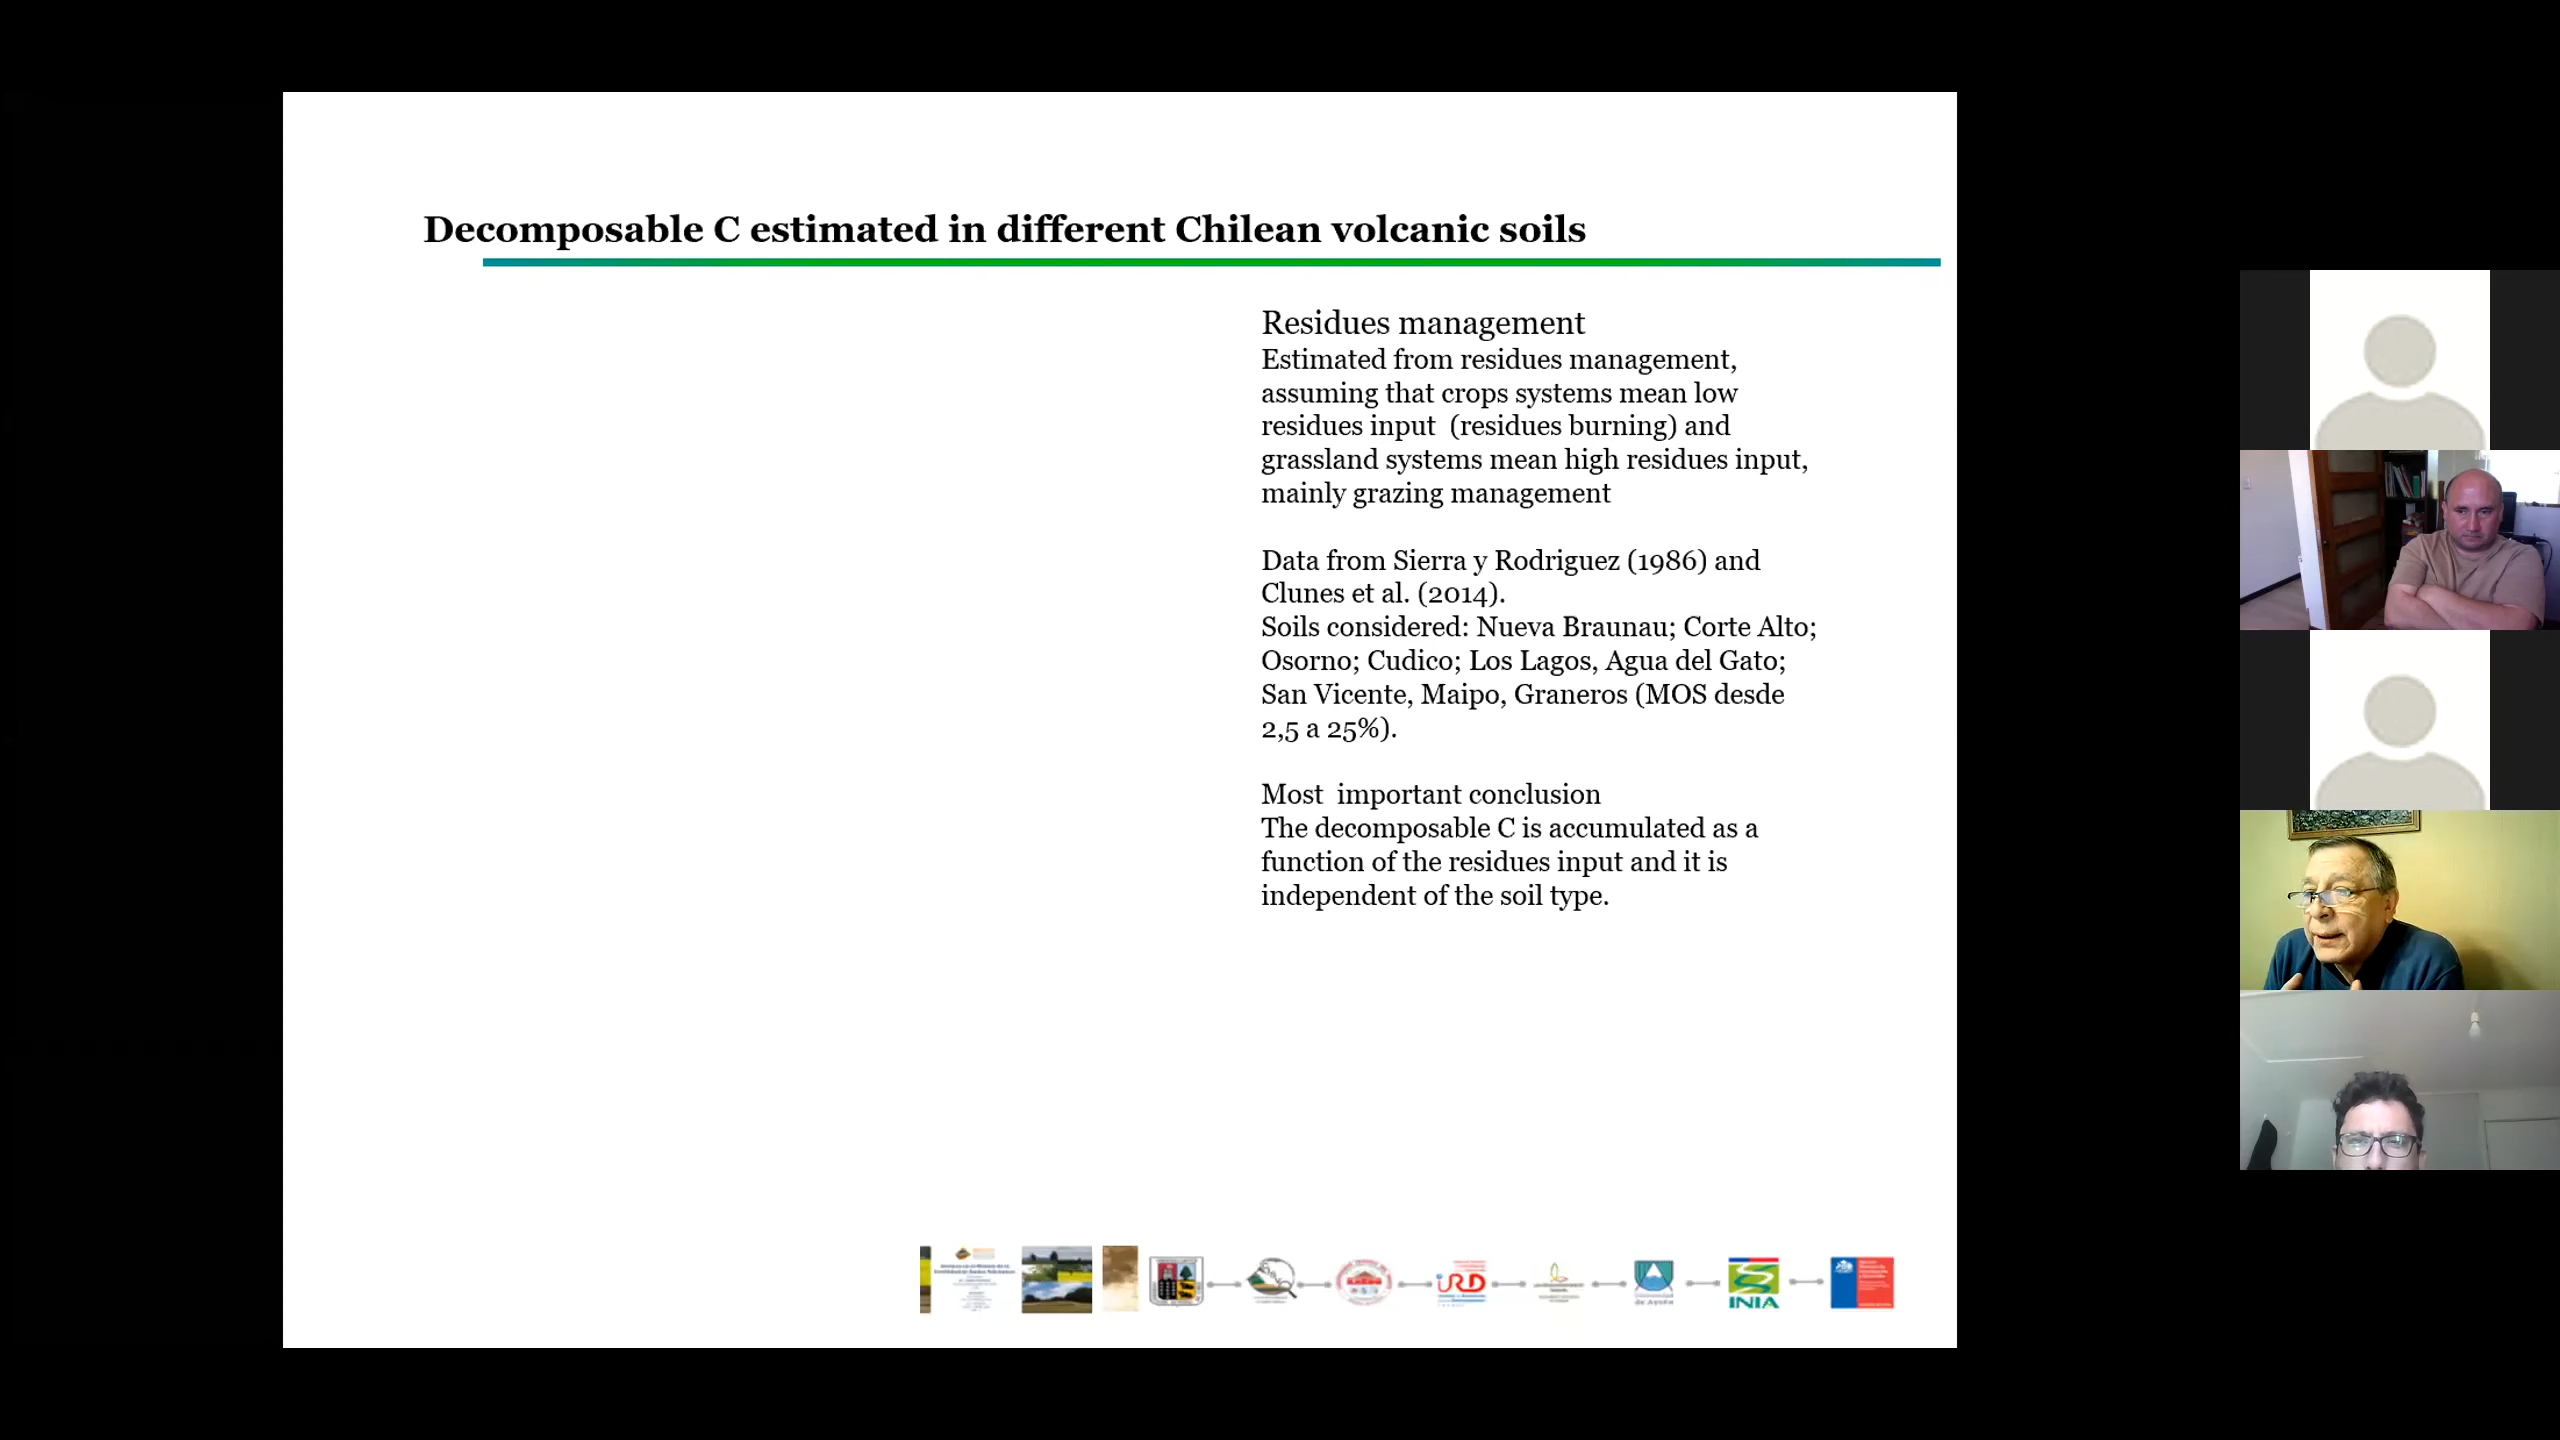 Decomposable C estimated in different Chilean volcanic soils
Residues management
Estimated from residues management,
assuming that crops systems mean low
residues input  (residues burning) and
grassland systems mean high residues input,
mainly grazing management
Data from Sierra y Rodriguez (1986) and
Clunes et al. (2014).
Soils considered: Nueva Braunau; Corte Alto;
Osorno; Cudico; Los Lagos, Agua del Gato;
San Vicente, Maipo, Graneros (MOS desde
2,5 a 25%).
Most  important conclusion
The decomposable C is accumulated as a
function of the residues input and it is
independent of the soil type.
iRD
de Aysén
INIA